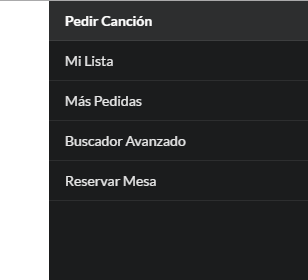 Pedir Canción
Mi Lista
Más Pedidas
Buscador Avanzado
Reservar Mesa